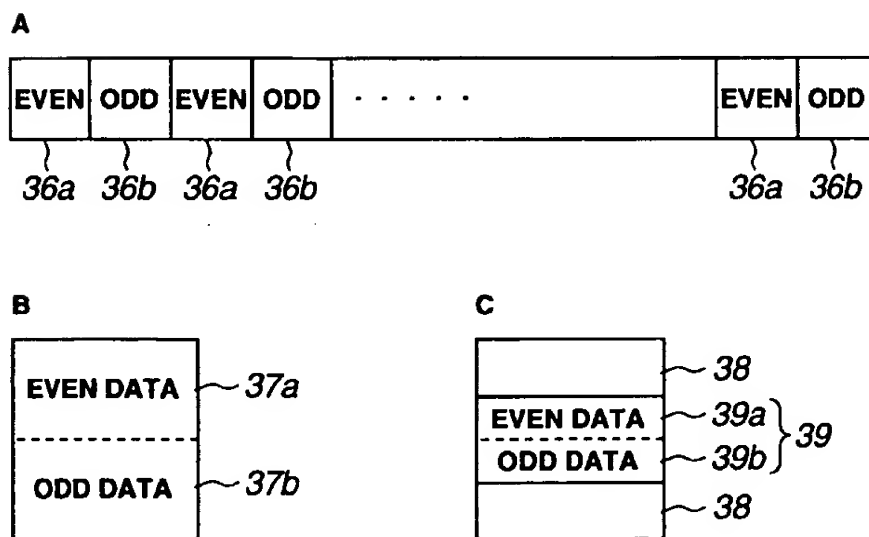 A
EVEN ODD EVEN ODD · · · · · EVEN ODD
36a 36b 36a 36b 36a 36b
B
EVEN DATA 37a
ODD DATA 37b
C
38
EVEN DATA 39a
ODD DATA 39b
39
38